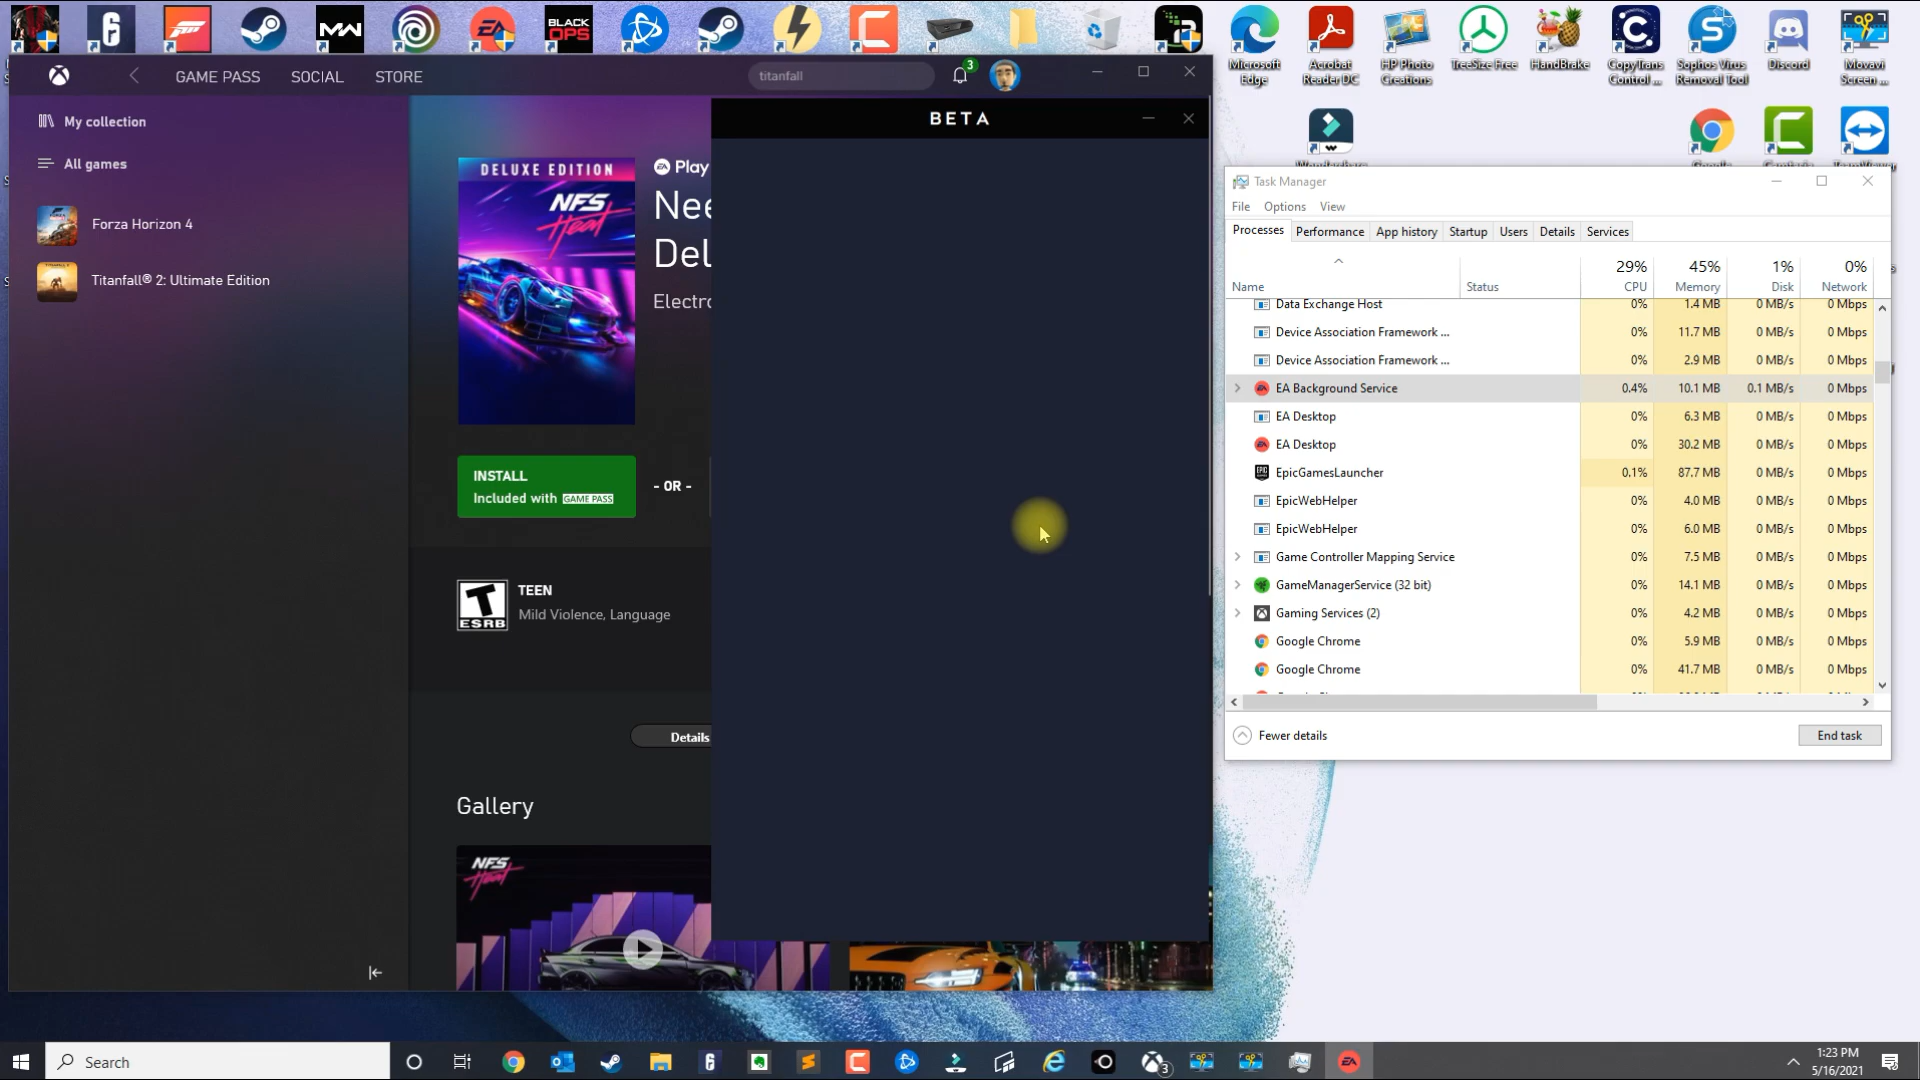 BLACK OPS
Microsoft Edge
Acrobat Reader DC
HP Photo Creations
TreeSize Free
HandBrake
CopyTrans Control ...
Sophos Virus Removal Tool
Discord
Movavi Screen ...
GAME PASS
SOCIAL
STORE
titanfall
3
My collection
All games
Forza Horizon 4
Titanfall® 2: Ultimate Edition
DELUXE EDITION
NFS
Heat
EA Play
Nee
Del
Electro
INSTALL
Included with GAME PASS
- OR -
T
ESRB
TEEN
Mild Violence, Language
Details
Gallery
NFS
Heat
BETA
Task Manager
File Options View
Processes Performance App history Startup Users Details Services
29% 45% 1% 0%
Name Status CPU Memory Disk Network
Data Exchange Host 0% 1.4 MB 0 MB/s 0 Mbps
Device Association Framework ... 0% 11.7 MB 0 MB/s 0 Mbps
Device Association Framework ... 0% 2.9 MB 0 MB/s 0 Mbps
EA Background Service 0.4% 10.1 MB 0.1 MB/s 0 Mbps
EA Desktop 0% 6.3 MB 0 MB/s 0 Mbps
EA Desktop 0% 30.2 MB 0 MB/s 0 Mbps
EpicGamesLauncher 0.1% 87.7 MB 0 MB/s 0 Mbps
EpicWebHelper 0% 4.0 MB 0 MB/s 0 Mbps
EpicWebHelper 0% 6.0 MB 0 MB/s 0 Mbps
Game Controller Mapping Service 0% 7.5 MB 0 MB/s 0 Mbps
GameManagerService (32 bit) 0% 14.1 MB 0 MB/s 0 Mbps
Gaming Services (2) 0% 4.2 MB 0 MB/s 0 Mbps
Google Chrome 0% 5.9 MB 0 MB/s 0 Mbps
Google Chrome 0% 41.7 MB 0 MB/s 0 Mbps
Fewer details
End task
Search
3
1:23 PM
5/16/2021